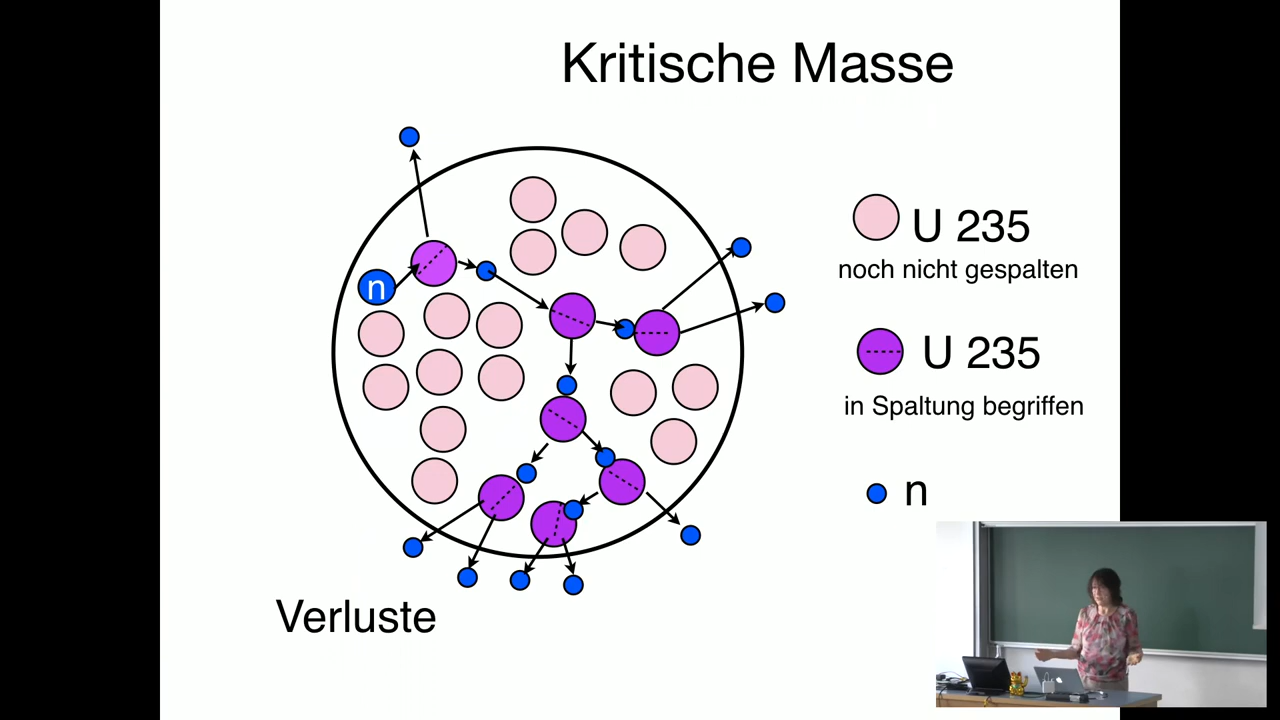 Kritische Masse
n
U 235
noch nicht gespalten
U 235
in Spaltung begriffen
n
Verluste